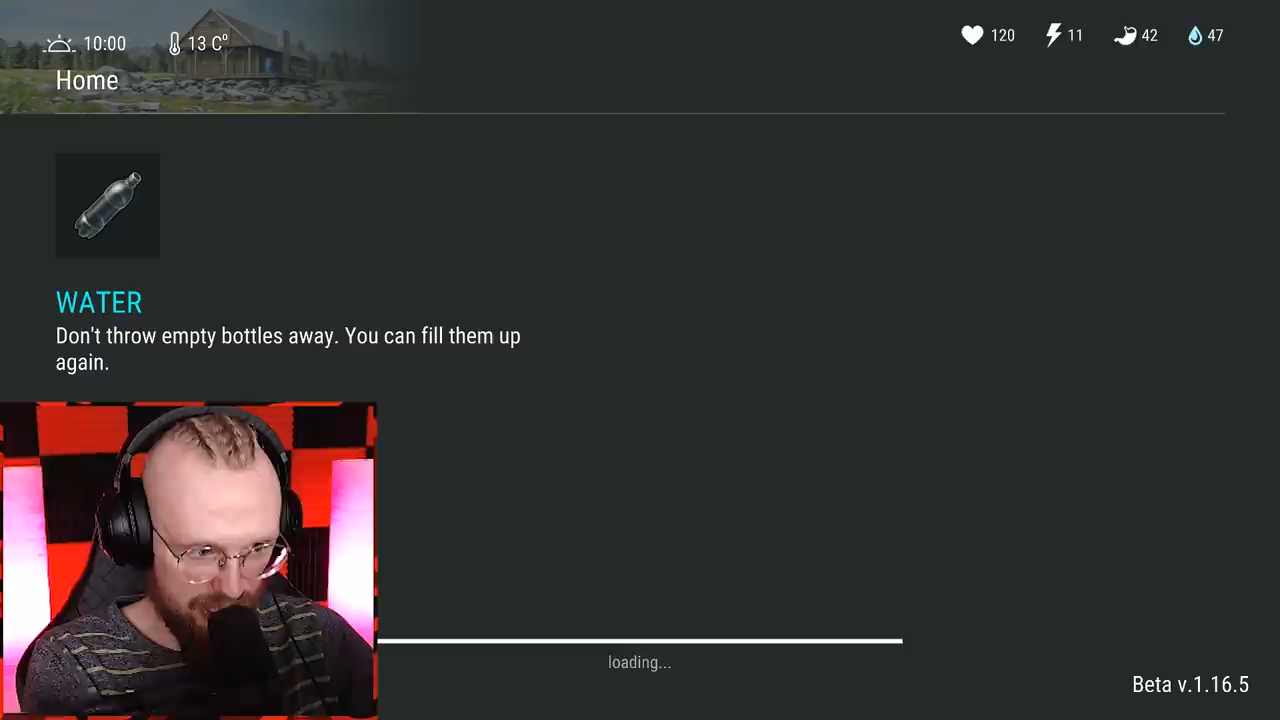 10:00 13 C° 120 11 42 47
Home
WATER
Don't throw empty bottles away. You can fill them up
again.
loading...
Beta v.1.16.5